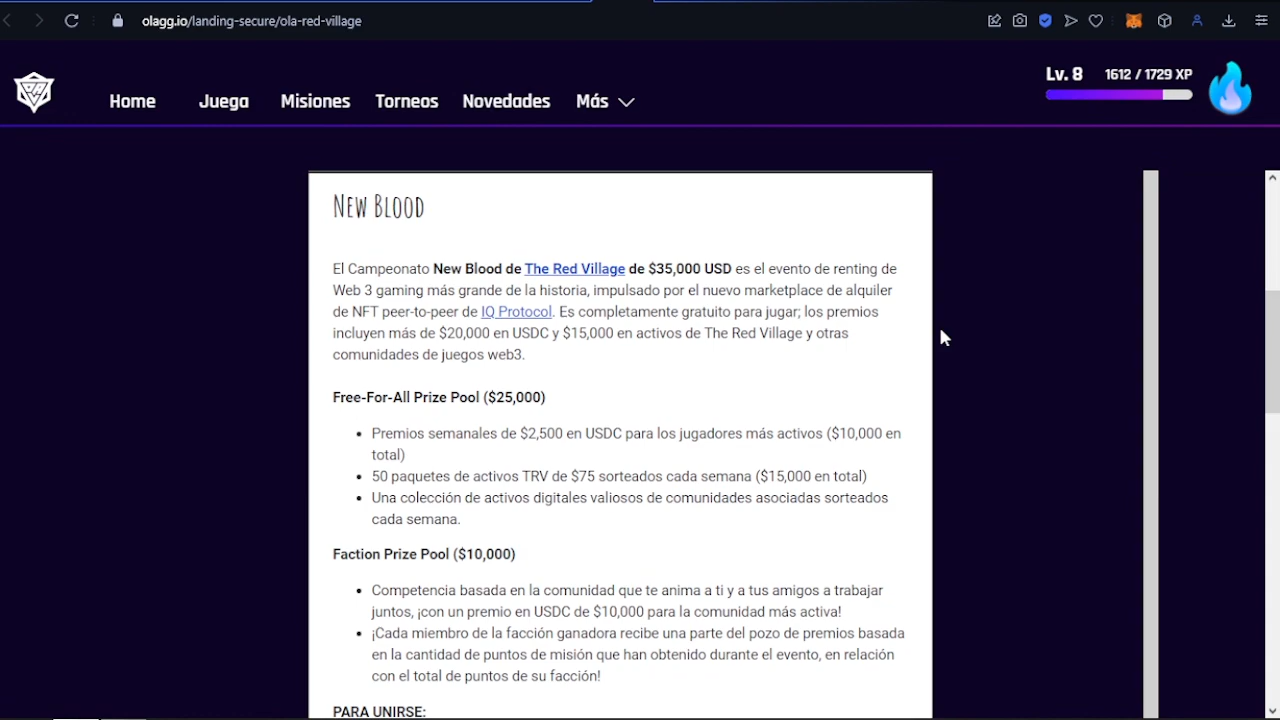 olagg.io/landing-secure/ola-red-village
Lv. 8 1612 / 1729 XP
Home Juega Misiones Torneos Novedades Más
New Blood
El Campeonato New Blood de The Red Village de $35,000 USD es el evento de renting de
Web 3 gaming más grande de la historia, impulsado por el nuevo marketplace de alquiler
de NFT peer-to-peer de IQ Protocol. Es completamente gratuito para jugar; los premios
incluyen más de $20,000 en USDC y $15,000 en activos de The Red Village y otras
comunidades de juegos web3.
Free-For-All Prize Pool ($25,000)
• Premios semanales de $2,500 en USDC para los jugadores más activos ($10,000 en
total)
• 50 paquetes de activos TRV de $75 sorteados cada semana ($15,000 en total)
• Una colección de activos digitales valiosos de comunidades asociadas sorteados
cada semana.
Faction Prize Pool ($10,000)
• Competencia basada en la comunidad que te anima a ti y a tus amigos a trabajar
juntos, ¡con un premio en USDC de $10,000 para la comunidad más activa!
• ¡Cada miembro de la facción ganadora recibe una parte del pozo de premios basada
en la cantidad de puntos de misión que han obtenido durante el evento, en relación
con el total de puntos de su facción!
PARA UNIRSE: